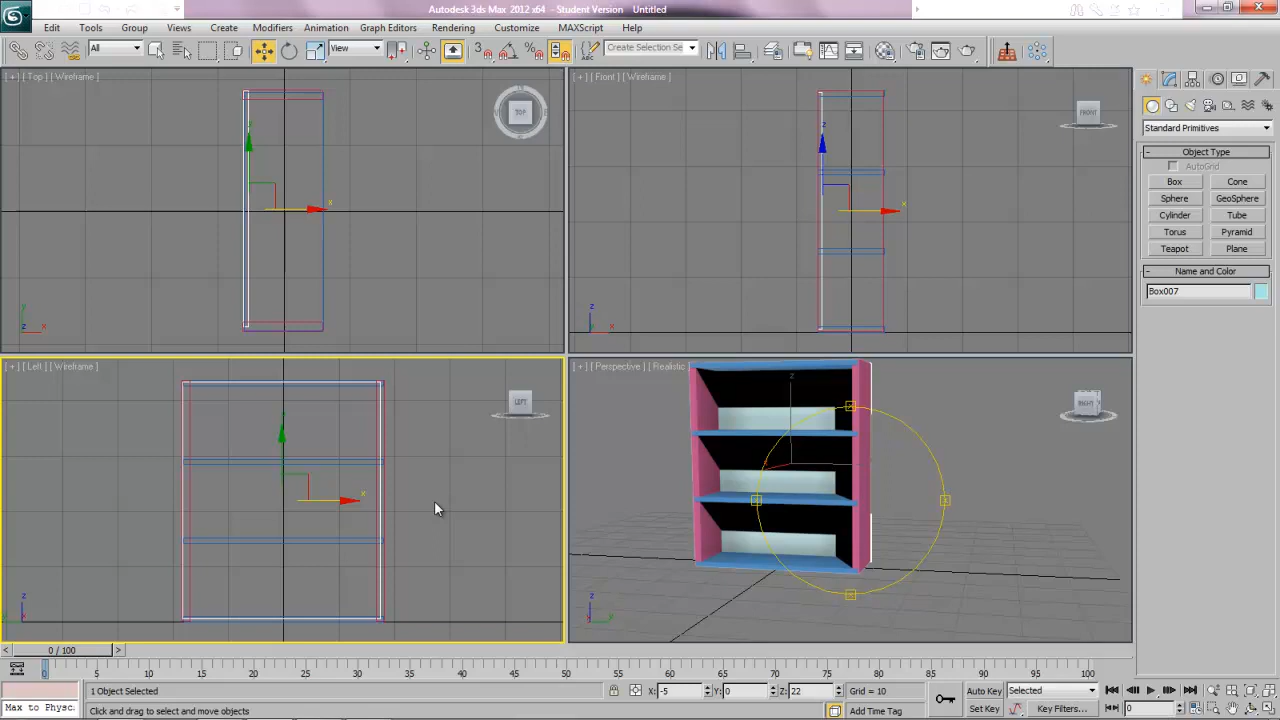 Autodesk 3ds Max 2012 x64 - Student Version Untitled
Edit Tools Group Views Create Modifiers Animation Graph Editors Rendering Customize MAXScript Help
All View 3 Create Selection Se
[ + ] [ Top ] [ Wireframe ]
TOP
[ + ] [ Front ] [ Wireframe ]
FRONT
[ + ] [ Left ] [ Wireframe ]
LEFT
[ + ] [ Perspective ] [ Realistic ]
RIGHT
Standard Primitives
Object Type
AutoGrid
Box Cone
Sphere GeoSphere
Cylinder Tube
Torus Pyramid
Teapot Plane
Name and Color
Box007
0 / 100
0 5 10 15 20 25 30 35 40 45 50 55 60 65 70 75 80 85 90 95 100
1 Object Selected X: -5 Y: 0 Z: 22 Grid = 10 Auto Key Selected
Max to Physc: Click and drag to select and move objects Add Time Tag Set Key Key Filters... 0